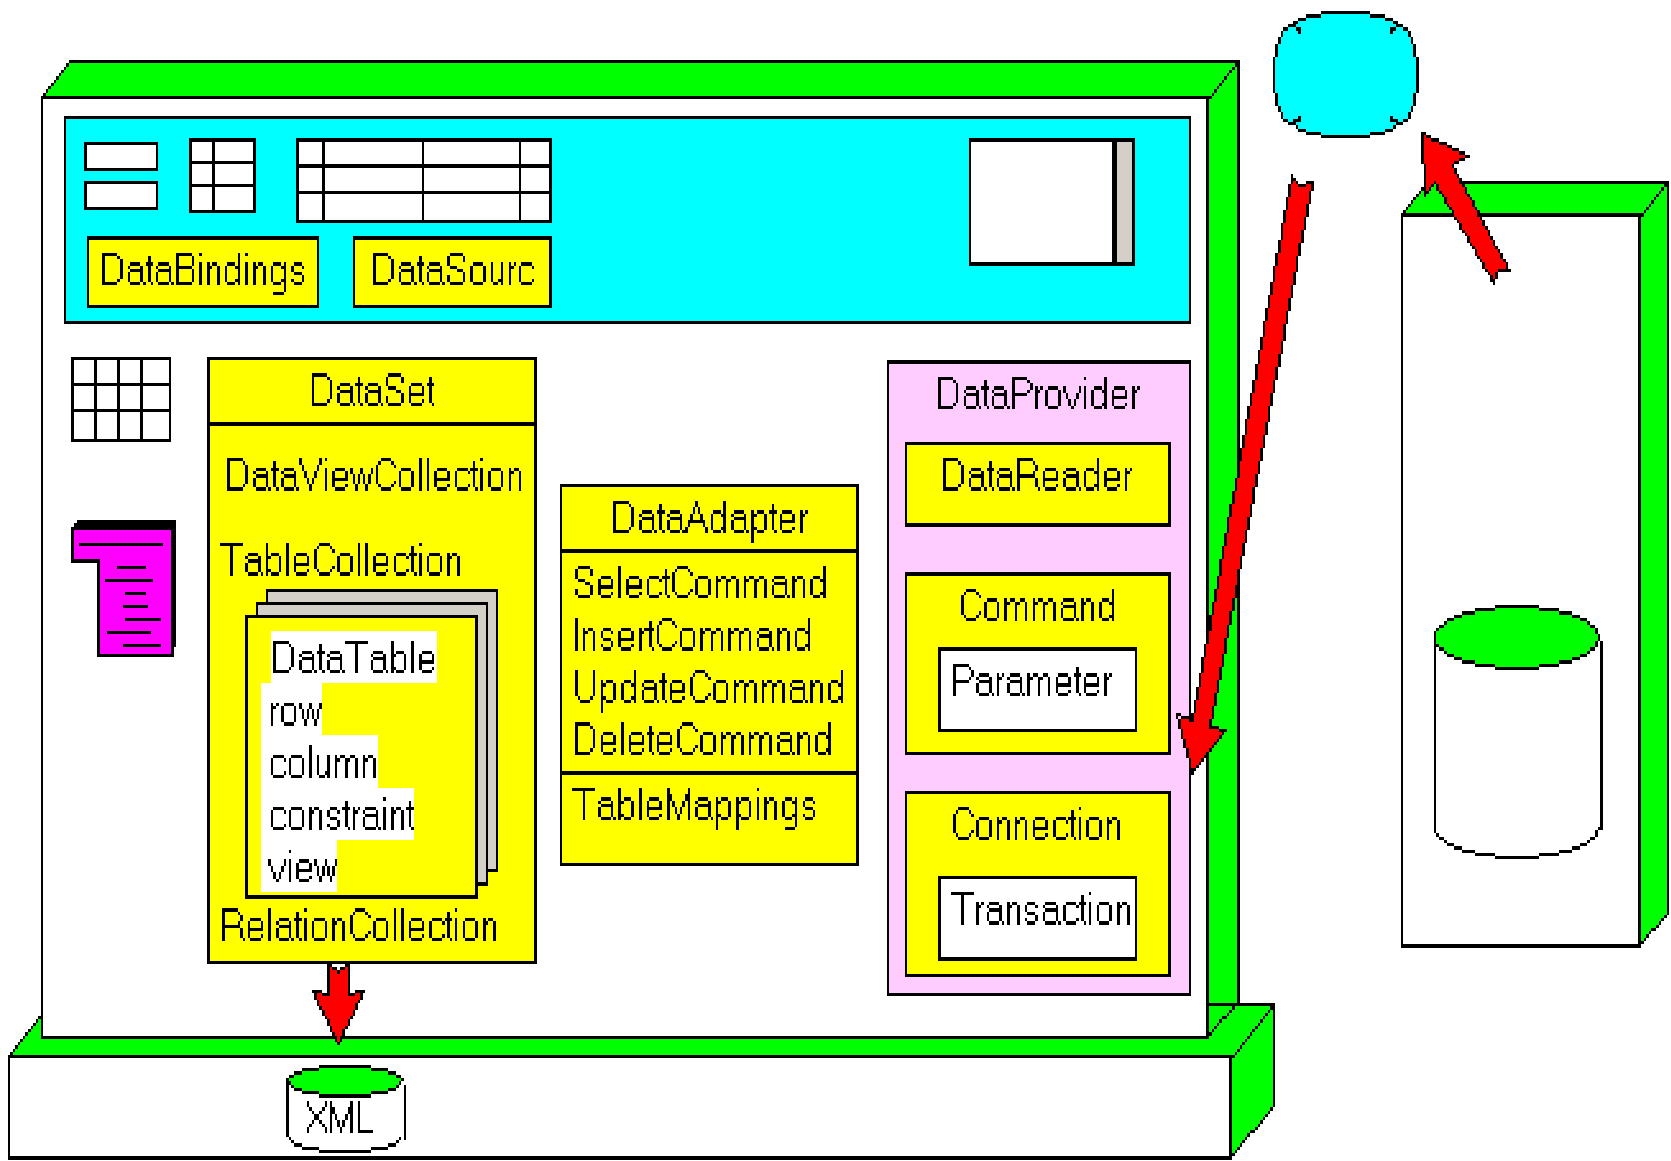 DataBindings
DataSourc
DataSet
DataViewCollection
TableCollection
DataTable
row
column
constraint
view
RelationCollection
DataAdapter
SelectCommand
InsertCommand
UpdateCommand
DeleteCommand
TableMappings
DataProvider
DataReader
Command
Parameter
Connection
Transaction
XML